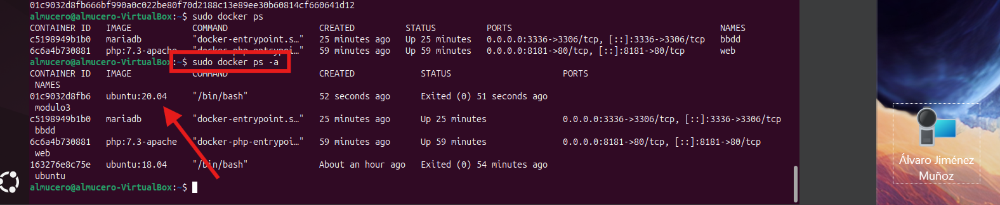 01c9032d8fb666bf990a0c022be80f70d2188c13e89ee30b60814cf660641d12
almucero@almucero-VirtualBox:~$ sudo docker ps
CONTAINER ID   IMAGE            COMMAND                  CREATED          STATUS          PORTS                                         NAMES
c5198949b1b0   mariadb          "docker-entrypoint.s…"   25 minutes ago   Up 25 minutes   0.0.0.0:3336->3306/tcp, [::]:3336->3306/tcp   bbdd
6c6a4b730881   php:7.3-apache   "docker-php-entrypoi…"   59 minutes ago   Up 59 minutes   0.0.0.0:8181->80/tcp, [::]:8181->80/tcp       web
almucero@almucero-VirtualBox:~$ sudo docker ps -a
CONTAINER ID   IMAGE            COMMAND                  CREATED             STATUS                      PORTS
NAMES
01c9032d8fb6   ubuntu:20.04     "/bin/bash"              52 seconds ago      Exited (0) 51 seconds ago
modulo3
c5198949b1b0   mariadb          "docker-entrypoint.s…"   25 minutes ago      Up 25 minutes               0.0.0.0:3336->3306/tcp, [::]:3336->3306/tcp
bbdd
6c6a4b730881   php:7.3-apache   "docker-php-entrypoi…"   59 minutes ago      Up 59 minutes               0.0.0.0:8181->80/tcp, [::]:8181->80/tcp
web
163276e8c75e   ubuntu:18.04     "/bin/bash"              About an hour ago   Exited (0) 54 minutes ago
ubuntu
almucero@almucero-VirtualBox:~$
Álvaro Jiménez
Muñoz